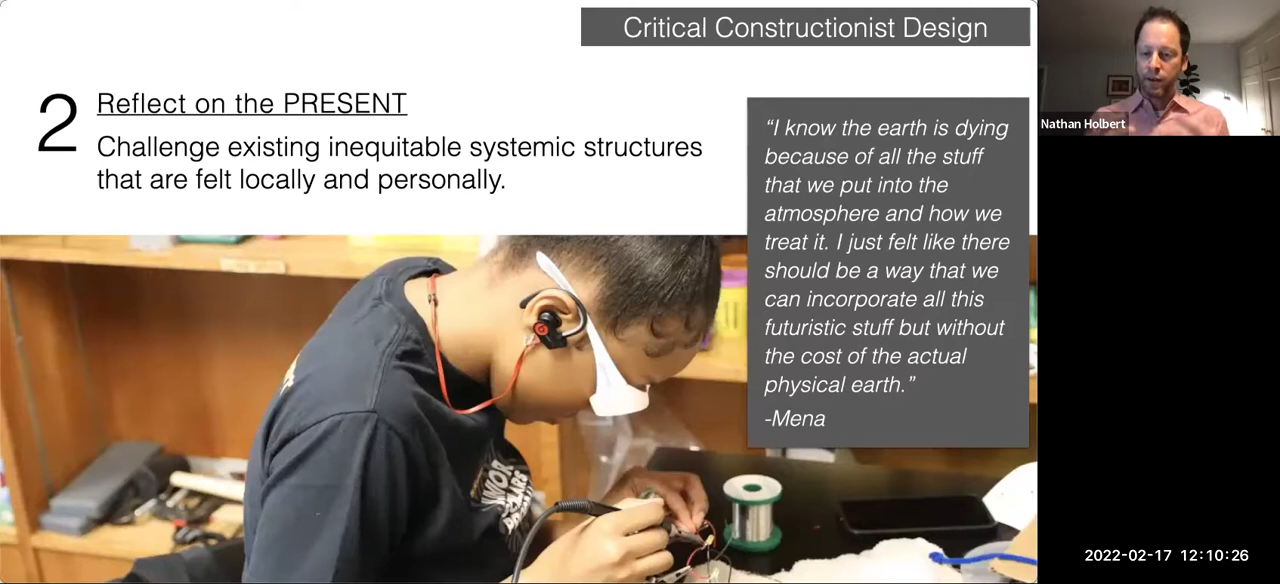 Critical Constructionist Design
2
Reflect on the PRESENT
Challenge existing inequitable systemic structures
that are felt locally and personally.
“I know the earth is dying
because of all the stuff
that we put into the
atmosphere and how we
treat it. I just felt like there
should be a way that we
can incorporate all this
futuristic stuff but without
the cost of the actual
physical earth.”
-Mena
Nathan Holbert
2022-02-17 12:10:26